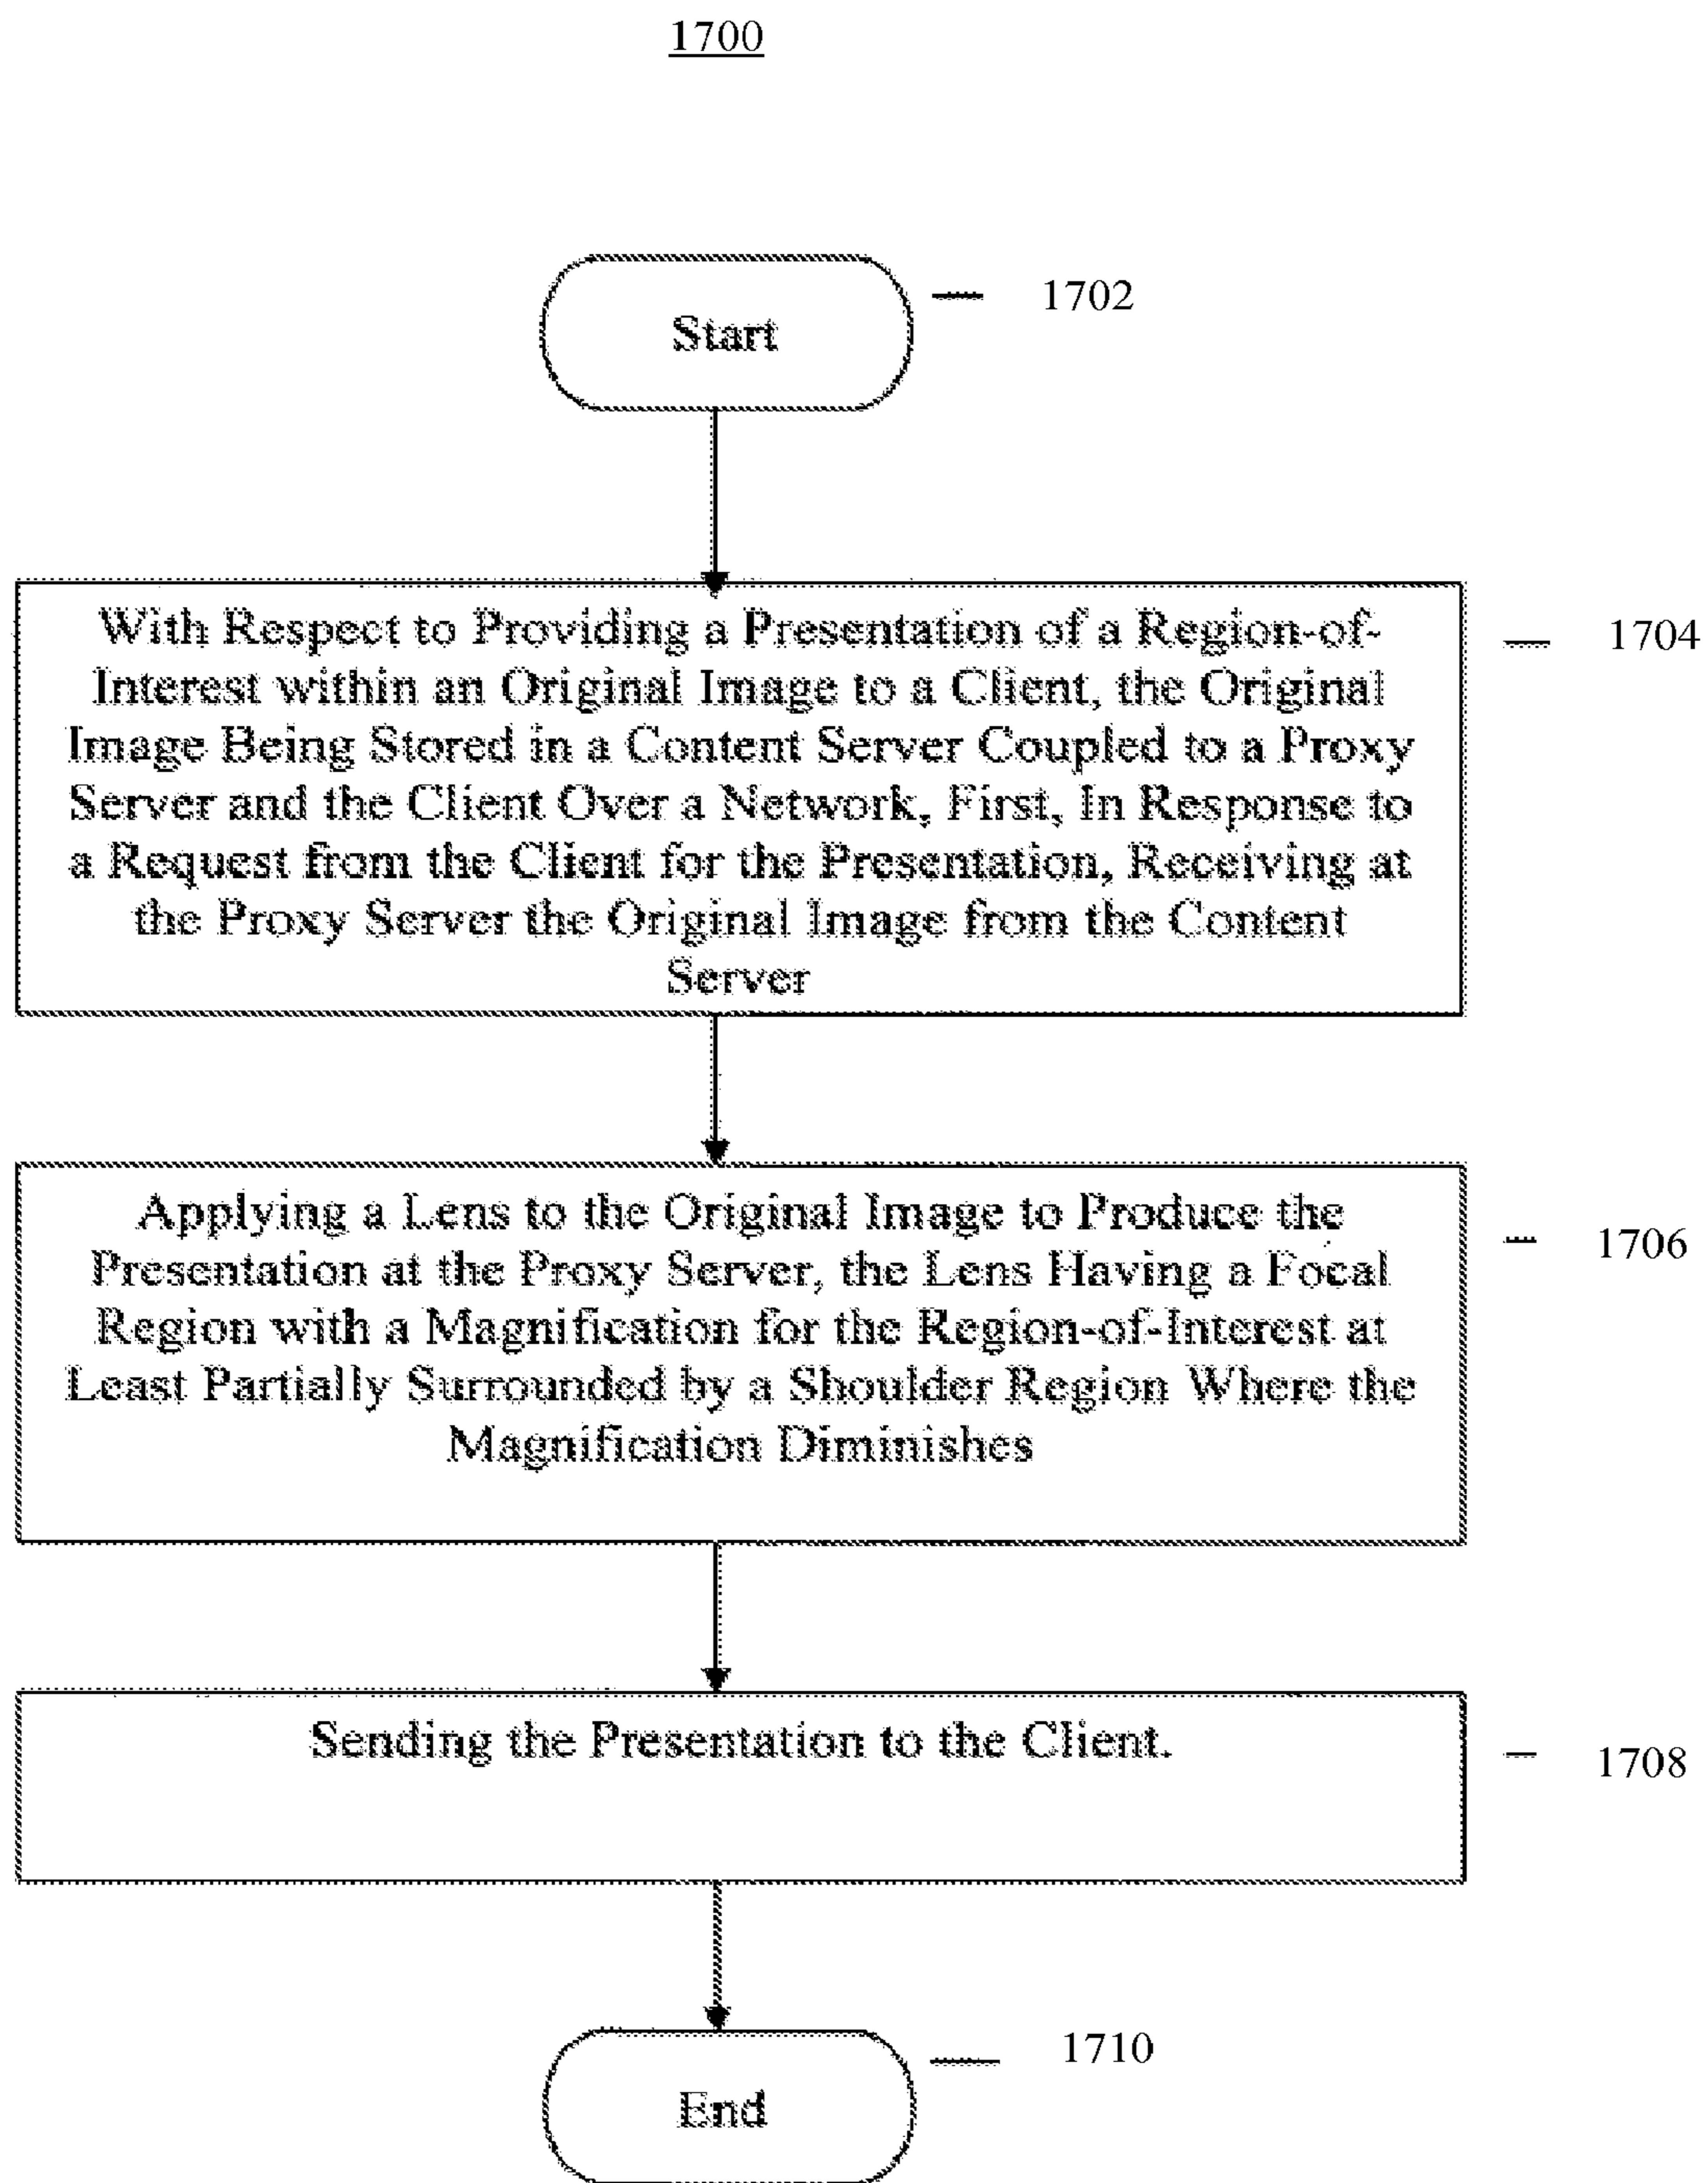 1700
Start
1702
With Respect to Providing a Presentation of a Region-of-
Interest within an Original Image to a Client, the Original
Image Being Stored in a Content Server Coupled to a Proxy
Server and the Client Over a Network, First, In Response to
a Request from the Client for the Presentation, Receiving at
the Proxy Server the Original Image from the Content
Server
1704
Applying a Lens to the Original Image to Produce the
Presentation at the Proxy Server, the Lens Having a Focal
Region with a Magnification for the Region-of-Interest at
Least Partially Surrounded by a Shoulder Region Where the
Magnification Diminishes
1706
Sending the Presentation to the Client.
1708
End
1710